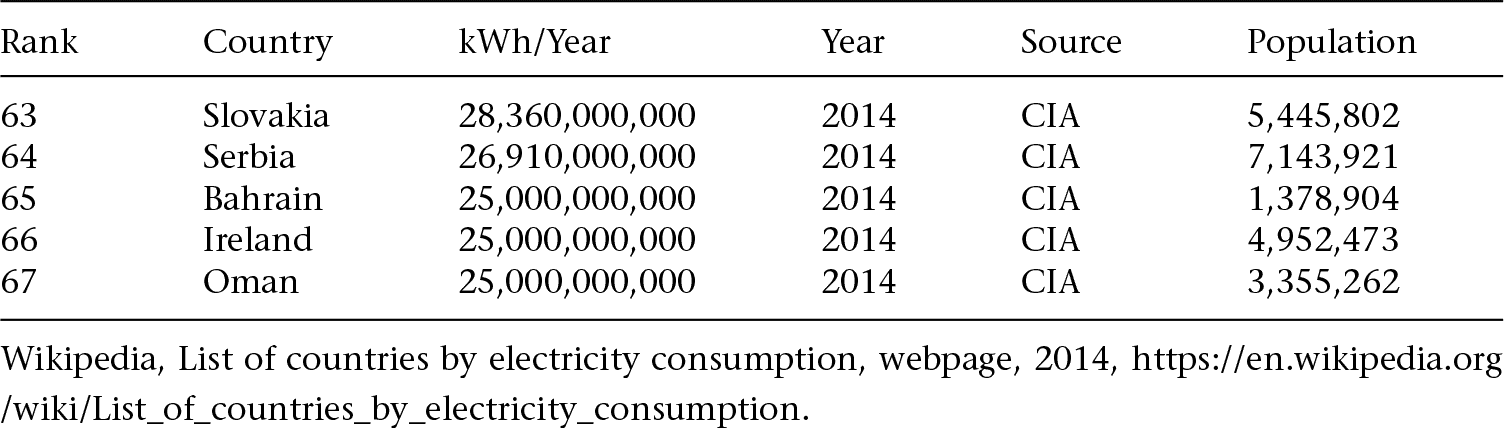 Rank Country kWh/Year Year Source Population
63 Slovakia 28,360,000,000 2014 CIA 5,445,802
64 Serbia 26,910,000,000 2014 CIA 7,143,921
65 Bahrain 25,000,000,000 2014 CIA 1,378,904
66 Ireland 25,000,000,000 2014 CIA 4,952,473
67 Oman 25,000,000,000 2014 CIA 3,355,262
Wikipedia, List of countries by electricity consumption, webpage, 2014, https://en.wikipedia.org
/wiki/List_of_countries_by_electricity_consumption.